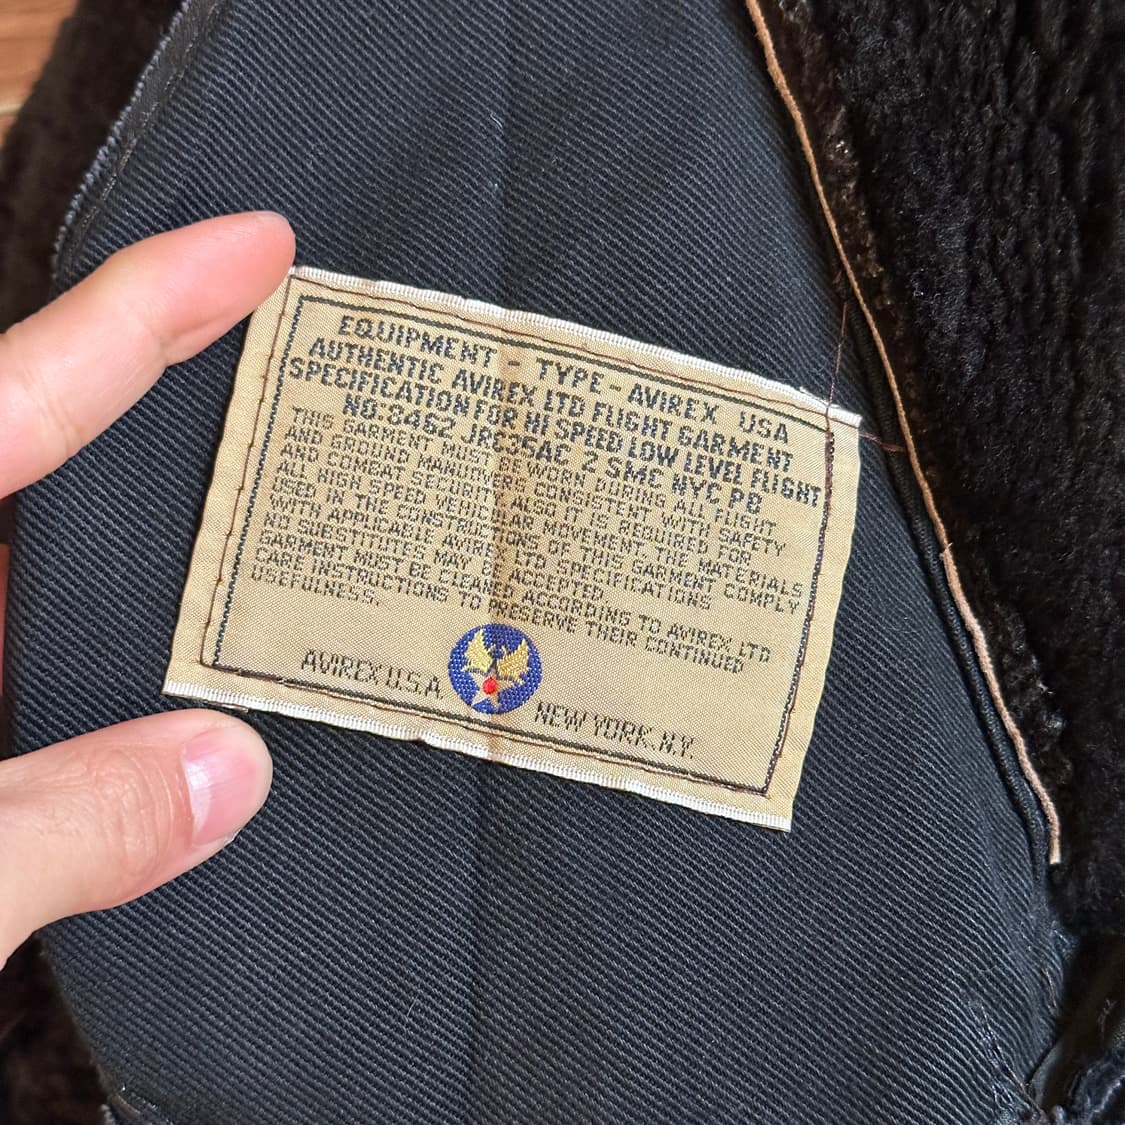 EQUIPMENT - TYPE - AVIREX USA
AUTHENTIC AVIREX LTD FLIGHT GARMENT
SPECIFICATION FOR HI SPEED LOW LEVEL FLIGHT
NO. 8462 JRC35AC 2 SMC NYC PD
THIS GARMENT MUST BE WORN DURING ALL FLIGHT
AND GROUND MANUEVERS CONSISTENT WITH SAFETY
AND COMBAT SECURITY. ALSO IT IS REQUIRED FOR
ALL HIGH SPEED VEHICULAR MOVEMENT. THE MATERIALS
USED IN THE CONSTRUCTIONS OF THIS GARMENT COMPLY
WITH APPLICABLE AVIREX LTD SPECIFICATIONS
NO SUBSTITUTES MAY BE ACCEPTED.
GARMENT MUST BE CLEANED ACCORDING TO AVIREX LTD
CARE INSTRUCTIONS TO PRESERVE THEIR CONTINUED
USEFULNESS.
AVIREX U.S.A NEW YORK, N.Y.